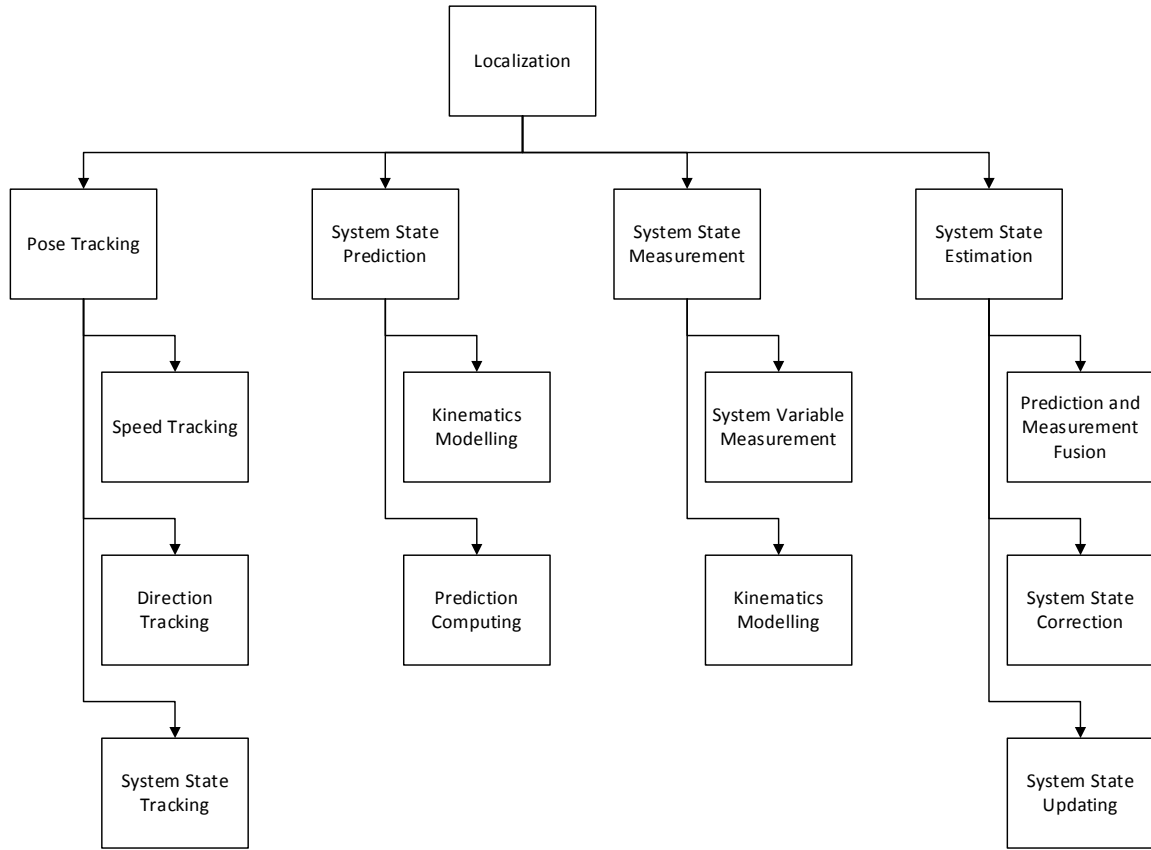 Localization
Pose Tracking
System State
Prediction
System State
Measurement
System State
Estimation
Speed Tracking
Kinematics
Modelling
System Variable
Measurement
Prediction and
Measurement
Fusion
Direction
Tracking
Prediction
Computing
Kinematics
Modelling
System State
Correction
System State
Tracking
System State
Updating